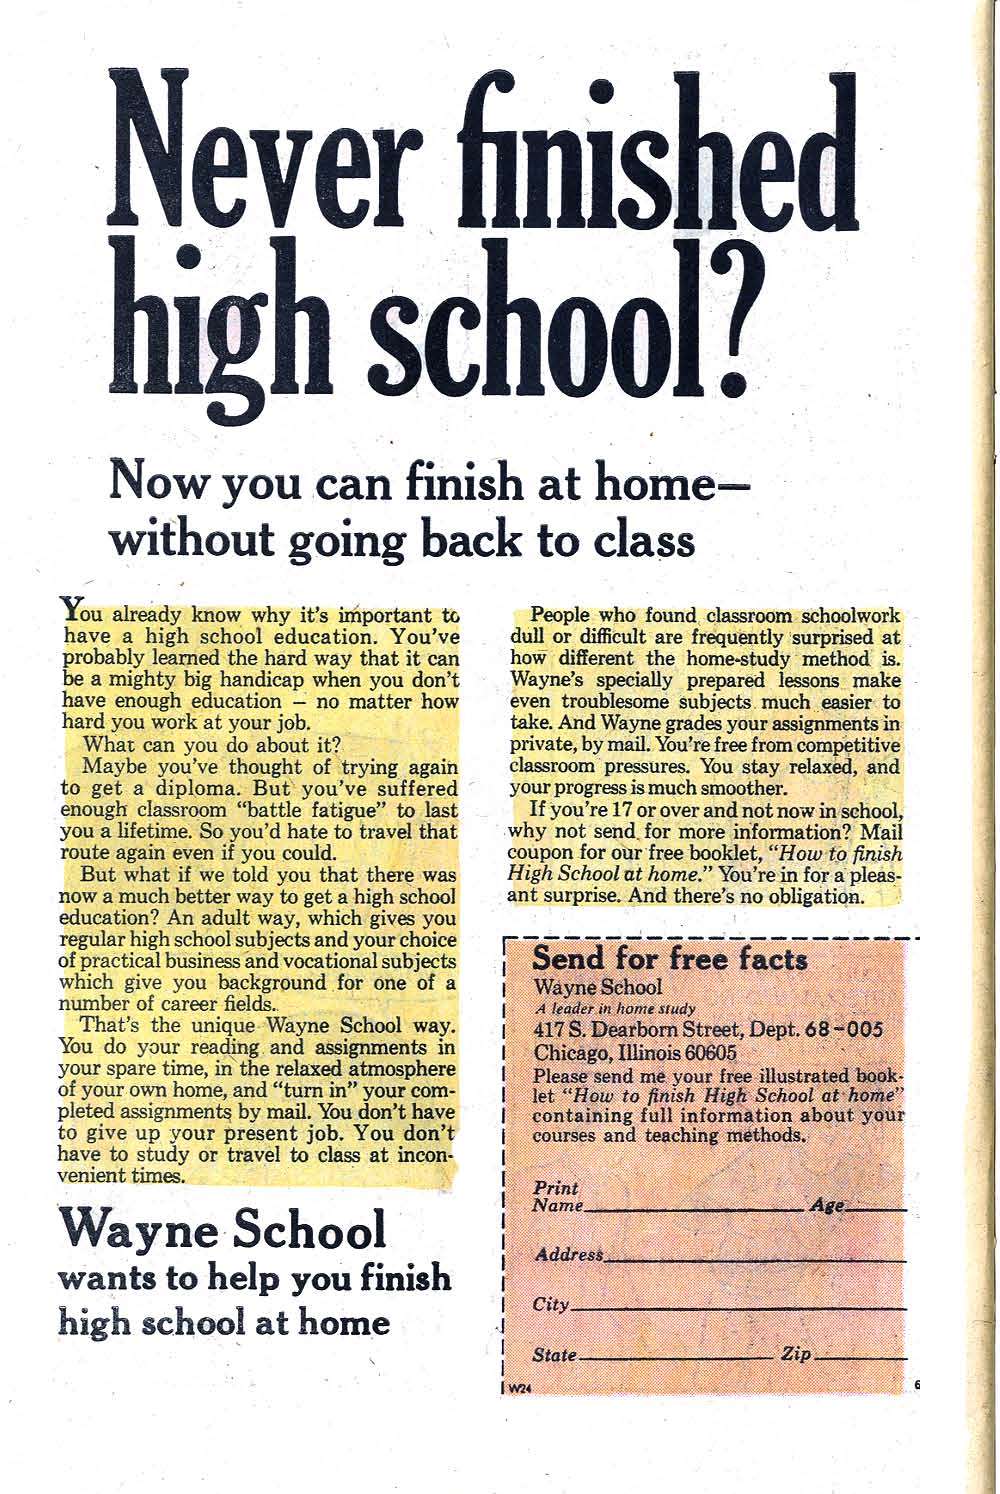 Never finished
high school?
Now you can finish at home—
without going back to class
You already know why it's important to
have a high school education. You've
probably learned the hard way that it can
be a mighty big handicap when you don't
have enough education – no matter how
hard you work at your job.
What can you do about it?
Maybe you've thought of trying again
to get a diploma. But you've suffered
enough classroom "battle fatigue" to last
you a lifetime. So you'd hate to travel that
route again even if you could.
But what if we told you that there was
now a much better way to get a high school
education? An adult way, which gives you
regular high school subjects and your choice
of practical business and vocational subjects
which give you background for one of a
number of career fields.
That's the unique Wayne School way.
You do your reading and assignments in
your spare time, in the relaxed atmosphere
of your own home, and "turn in" your com-
pleted assignments by mail. You don't have
to give up your present job. You don't
have to study or travel to class at incon-
venient times.
Wayne School
wants to help you finish
high school at home
People who found classroom schoolwork
dull or difficult are frequently surprised at
how different the home-study method is.
Wayne's specially prepared lessons make
even troublesome subjects much easier to
take. And Wayne grades your assignments in
private, by mail. You're free from competitive
classroom pressures. You stay relaxed, and
your progress is much smoother.
If you're 17 or over and not now in school,
why not send for more information? Mail
coupon for our free booklet, "How to finish
High School at home." You're in for a pleas-
ant surprise. And there's no obligation.
Send for free facts
Wayne School
A leader in home study
417 S. Dearborn Street, Dept. 68-005
Chicago, Illinois 60605
Please send me your free illustrated book-
let "How to finish High School at home"
containing full information about your
courses and teaching methods.
Print
Name Age
Address
City
State Zip
W24 6